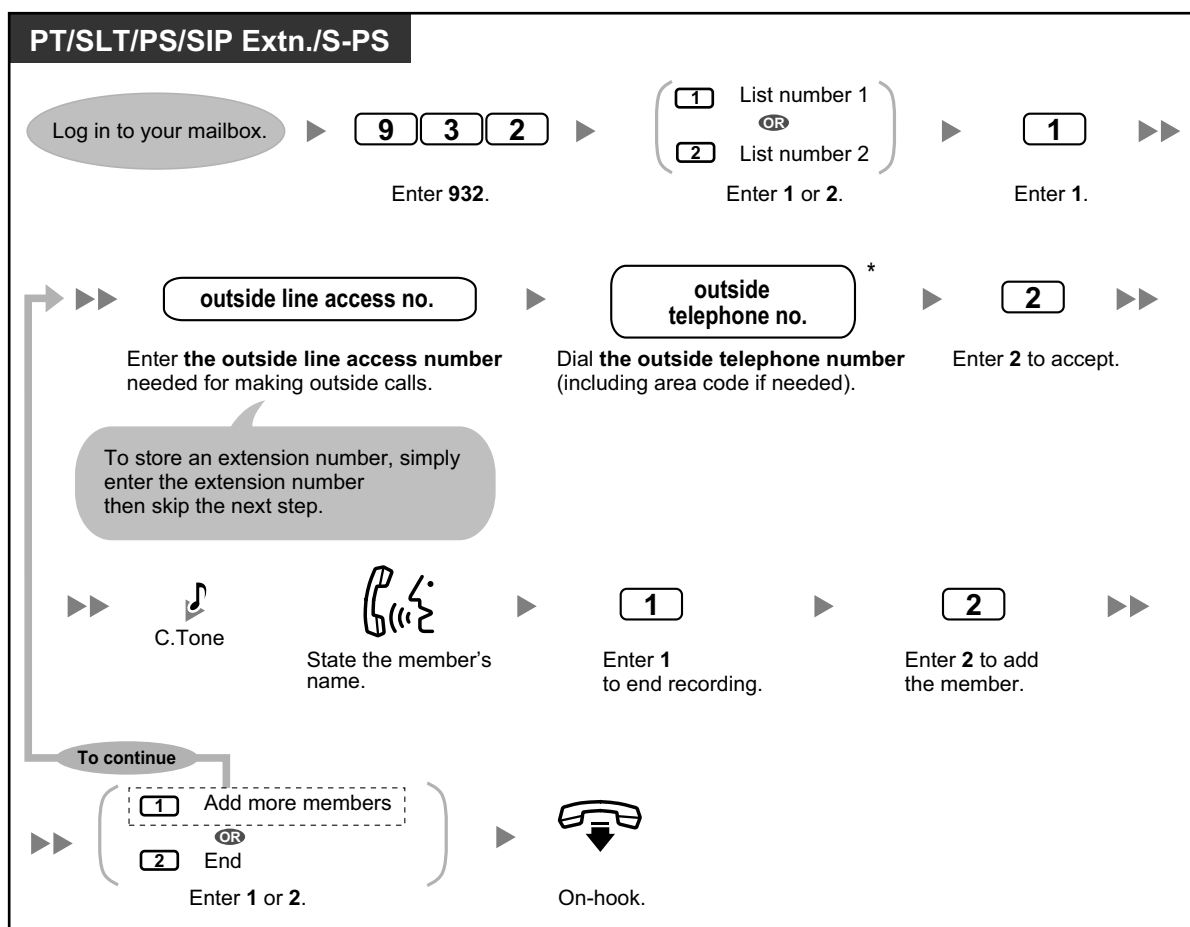 PT/SLT/PS/SIP Extn./S-PS
Log in to your mailbox.
9 3 2
Enter 932.
1 List number 1
OR
2 List number 2
Enter 1 or 2.
1
Enter 1.
outside line access no.
Enter the outside line access number
needed for making outside calls.
To store an extension number, simply
enter the extension number
then skip the next step.
outside
telephone no.
*
Dial the outside telephone number
(including area code if needed).
2
Enter 2 to accept.
C.Tone
State the member's
name.
1
Enter 1
to end recording.
2
Enter 2 to add
the member.
To continue
1 Add more members
OR
2 End
Enter 1 or 2.
On-hook.